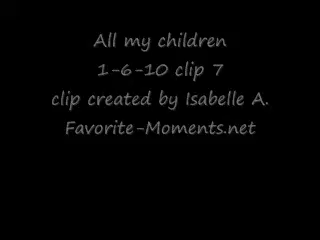 All my children
1-6-10 clip 7
clip created by Isabelle A.
Favorite-Moments.net